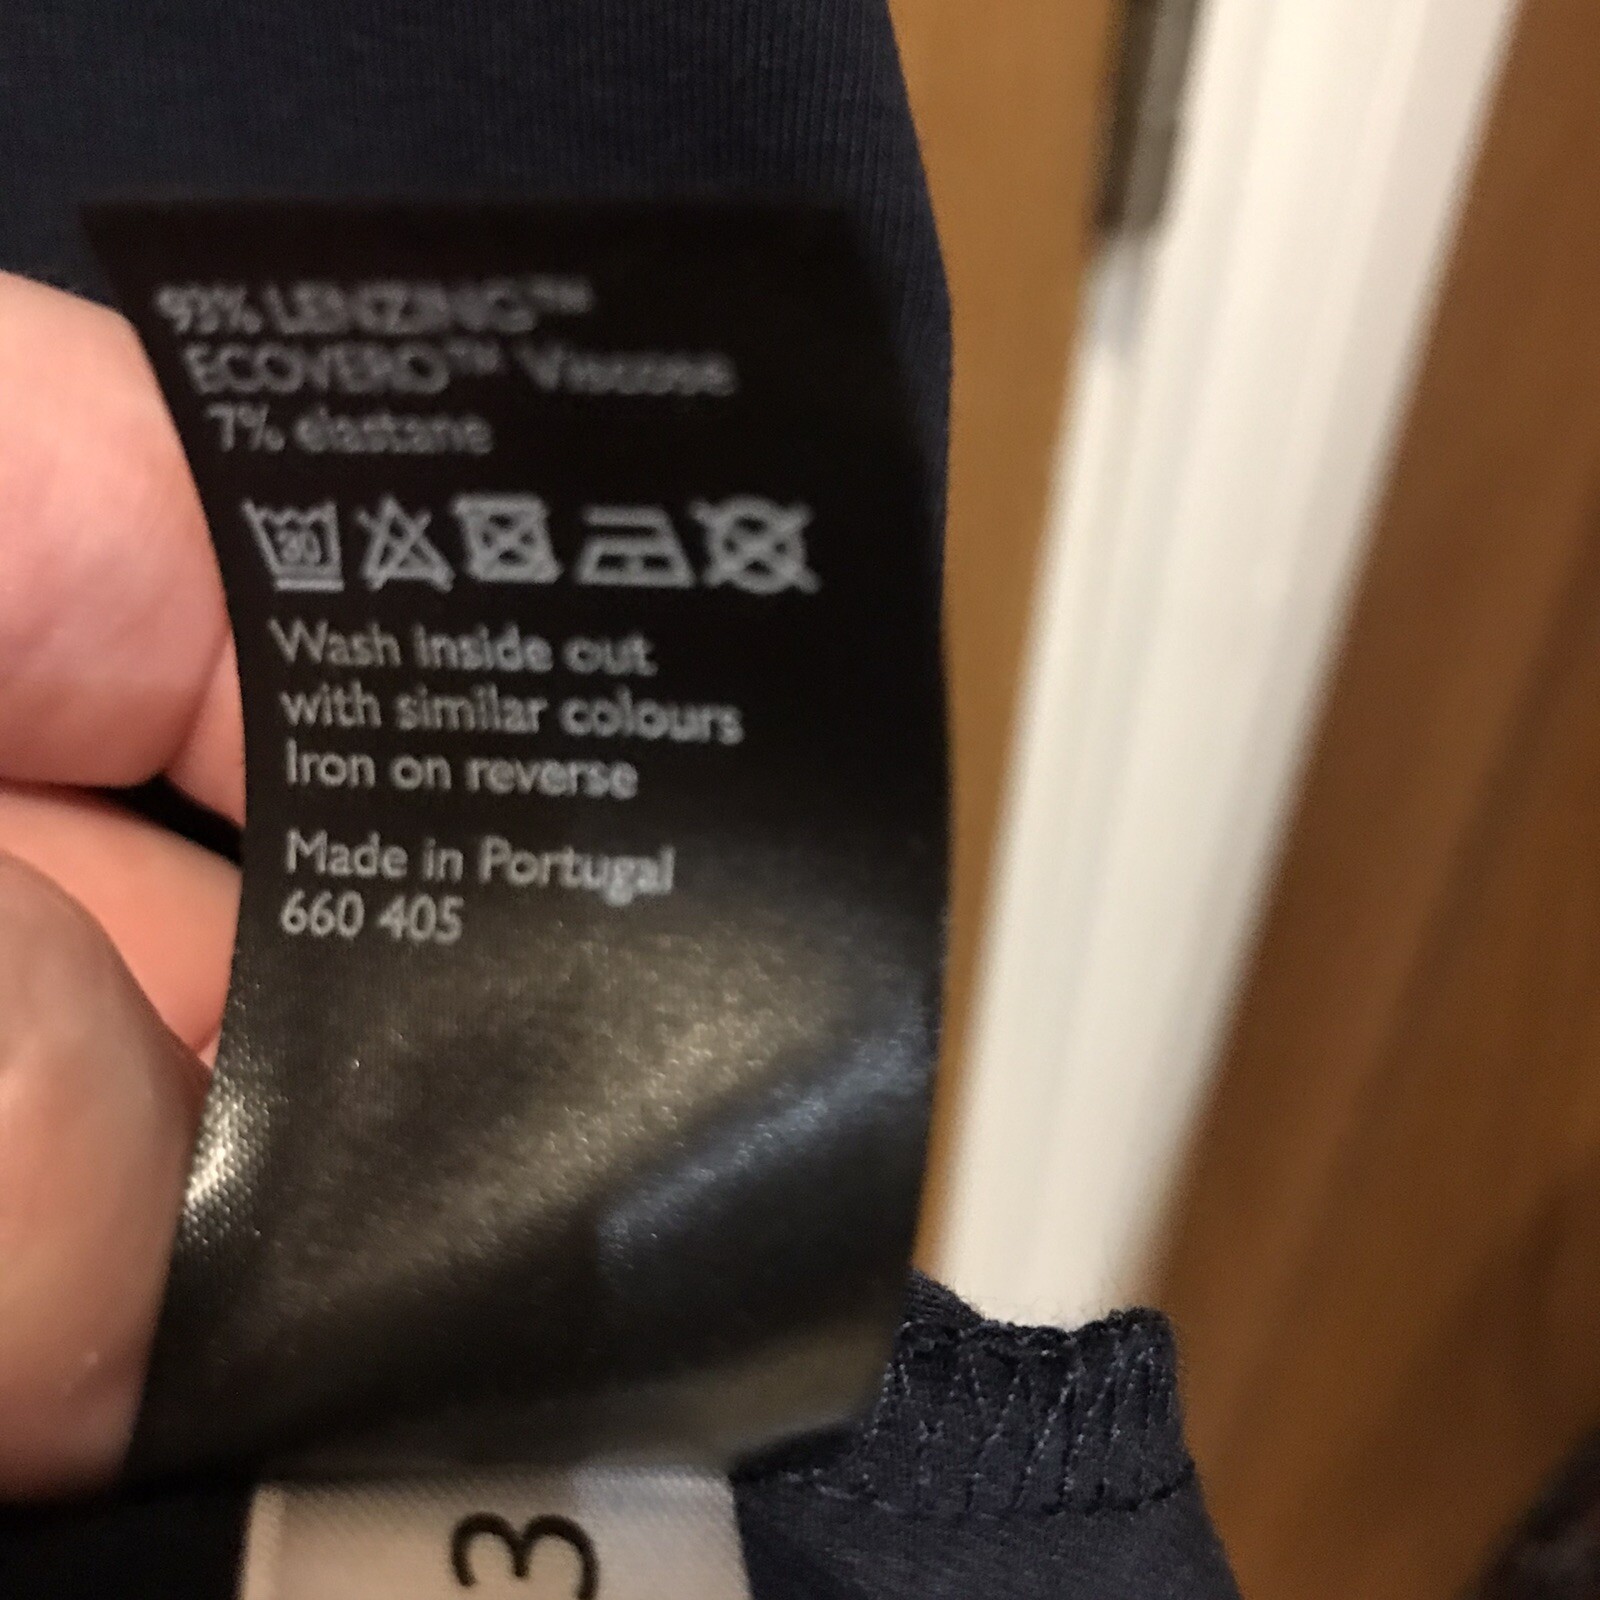 93% LENZING™
ECOVERO™ Viscose
7% elastane
30
Wash inside out
with similar colours
Iron on reverse
Made in Portugal
660 405
3